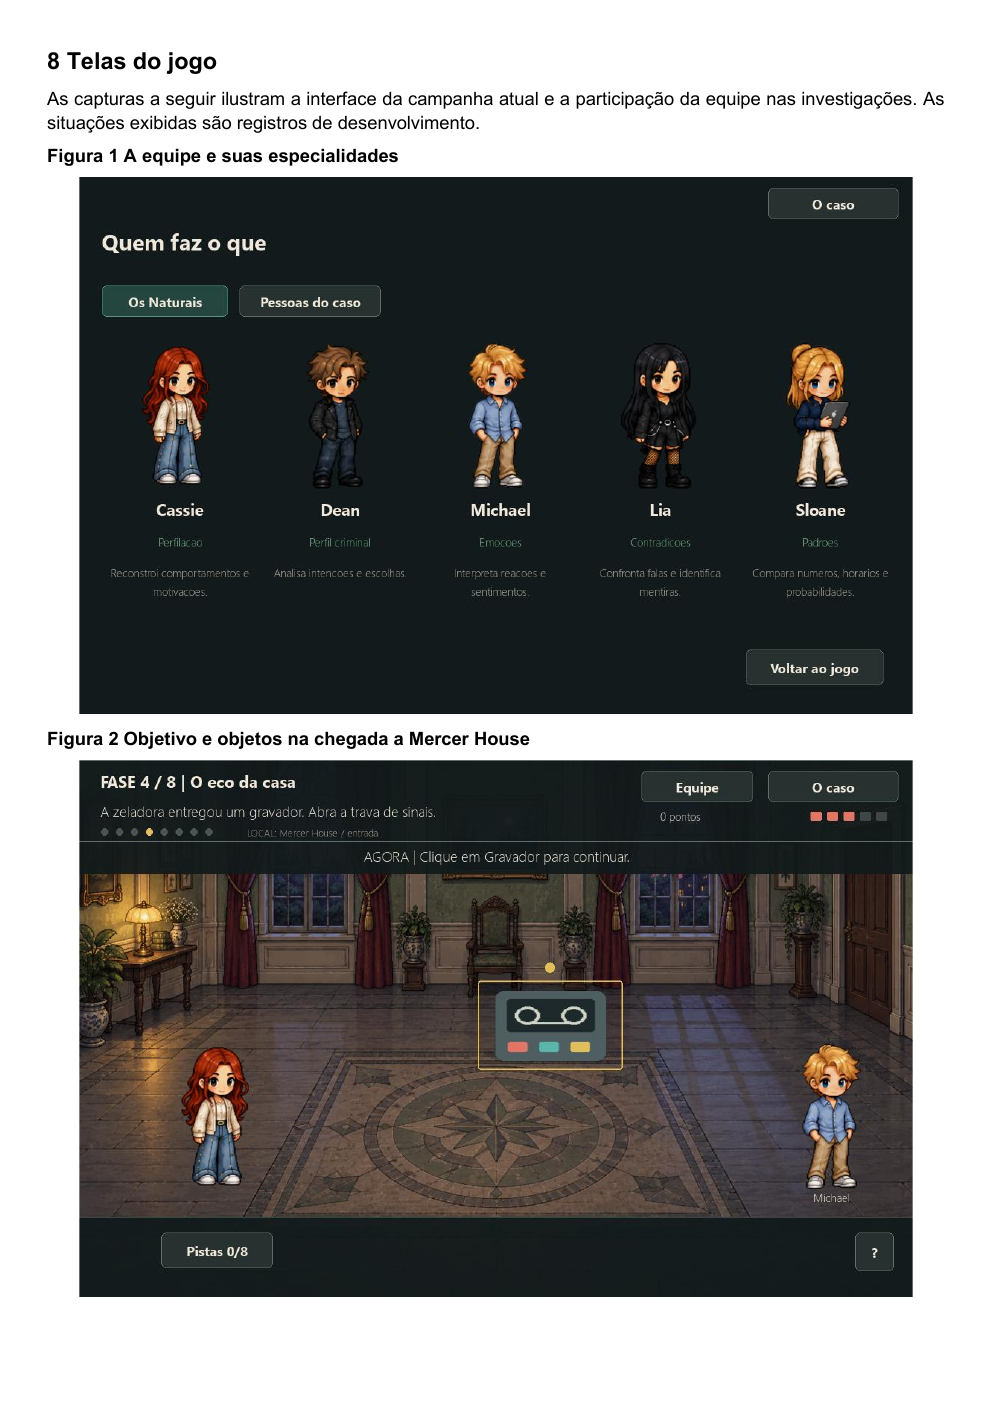 8 Telas do jogo
As capturas a seguir ilustram a interface da campanha atual e a participação da equipe nas investigações. As
situações exibidas são registros de desenvolvimento.
Figura 1 A equipe e suas especialidades
O caso
Quem faz o que
Os Naturais
Pessoas do caso
Cassie
Dean
Michael
Lia
Sloane
Perfilacao
Perfil criminal
Emocoes
Contradicoes
Padroes
Reconstroi comportamentos e
motivacoes.
Analisa intencoes e escolhas.
Interpreta reacoes e
sentimentos.
Confronta falas e identifica
mentiras.
Compara numeros, horarios e
probabilidades.
Voltar ao jogo
Figura 2 Objetivo e objetos na chegada a Mercer House
FASE 4 / 8 | O eco da casa
Equipe
O caso
A zeladora entregou um gravador. Abra a trava de sinais.
0 pontos
LOCAL: Mercer House / entrada
AGORA | Clique em Gravador para continuar.
Michael
Pistas 0/8
?